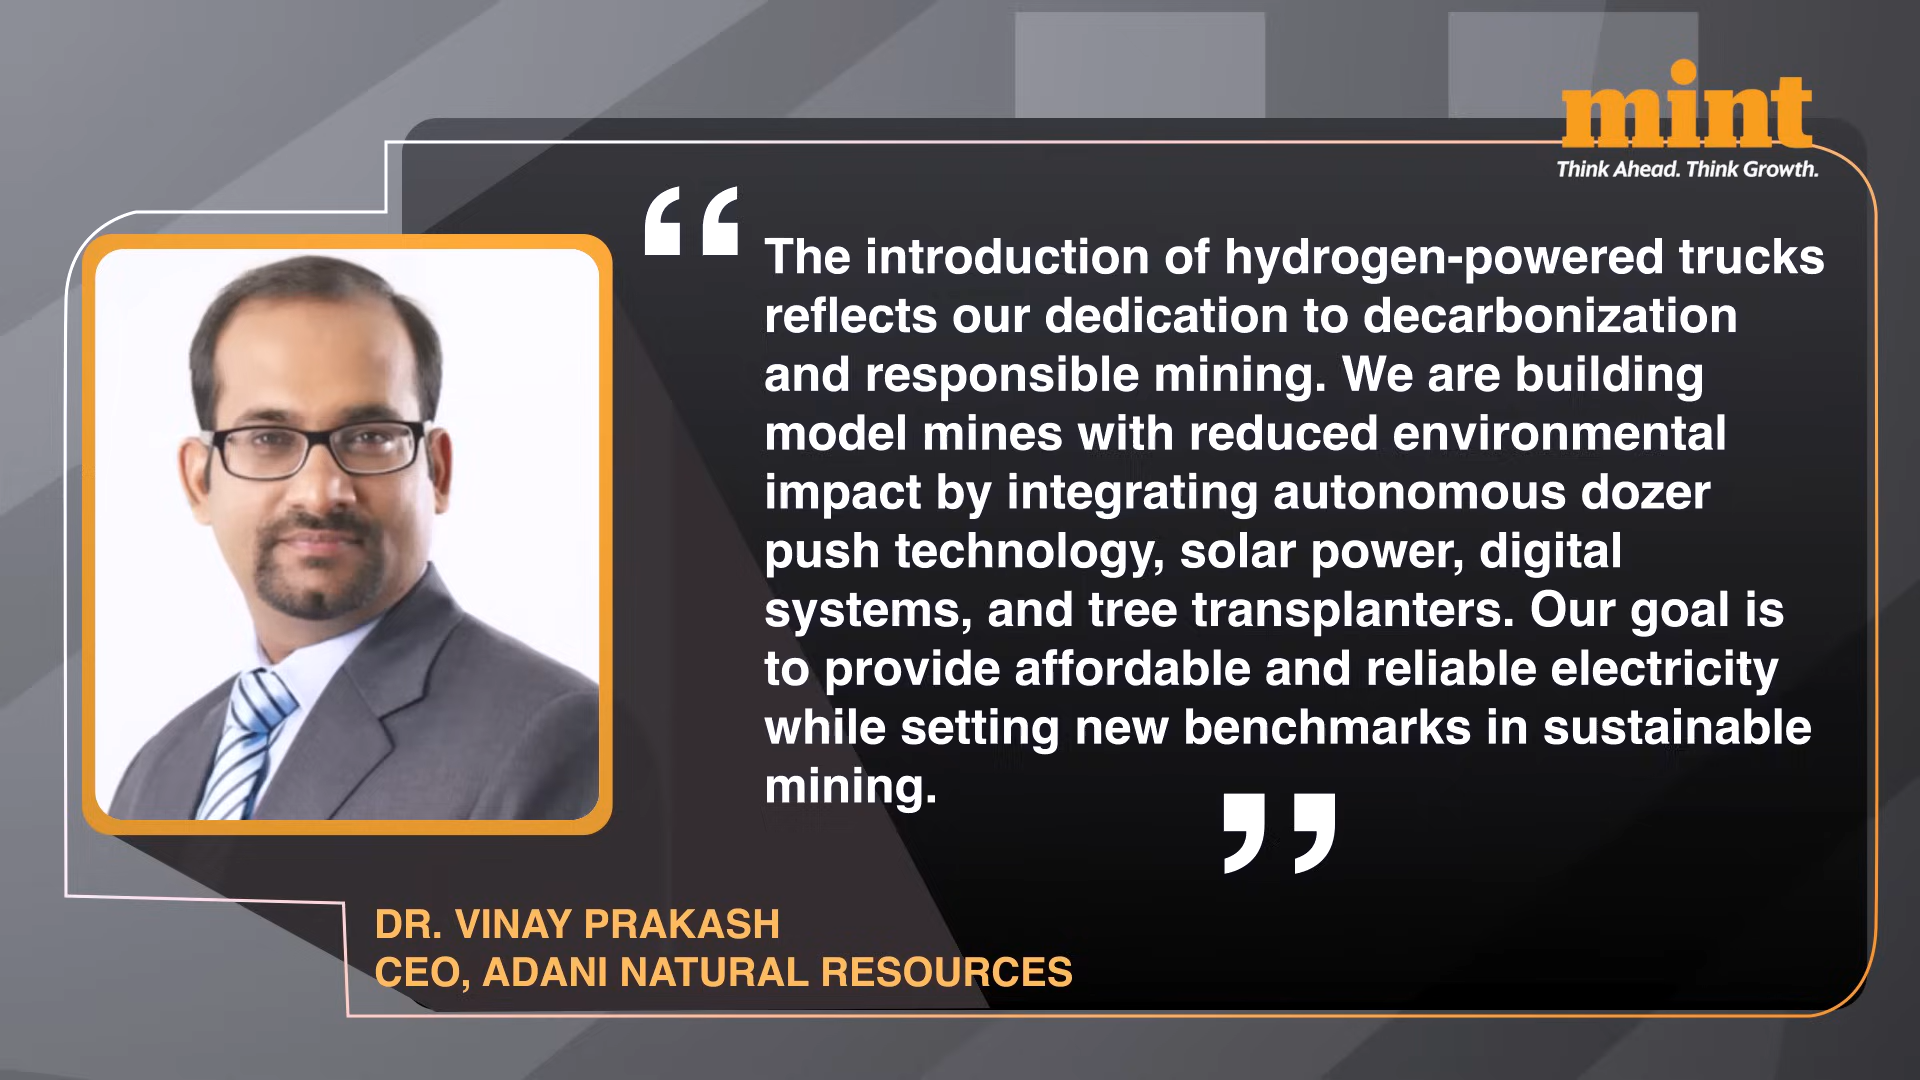 mint
Think Ahead. Think Growth.
“
The introduction of hydrogen-powered trucks
reflects our dedication to decarbonization
and responsible mining. We are building
model mines with reduced environmental
impact by integrating autonomous dozer
push technology, solar power, digital
systems, and tree transplanters. Our goal is
to provide affordable and reliable electricity
while setting new benchmarks in sustainable
mining.
”
DR. VINAY PRAKASH
CEO, ADANI NATURAL RESOURCES